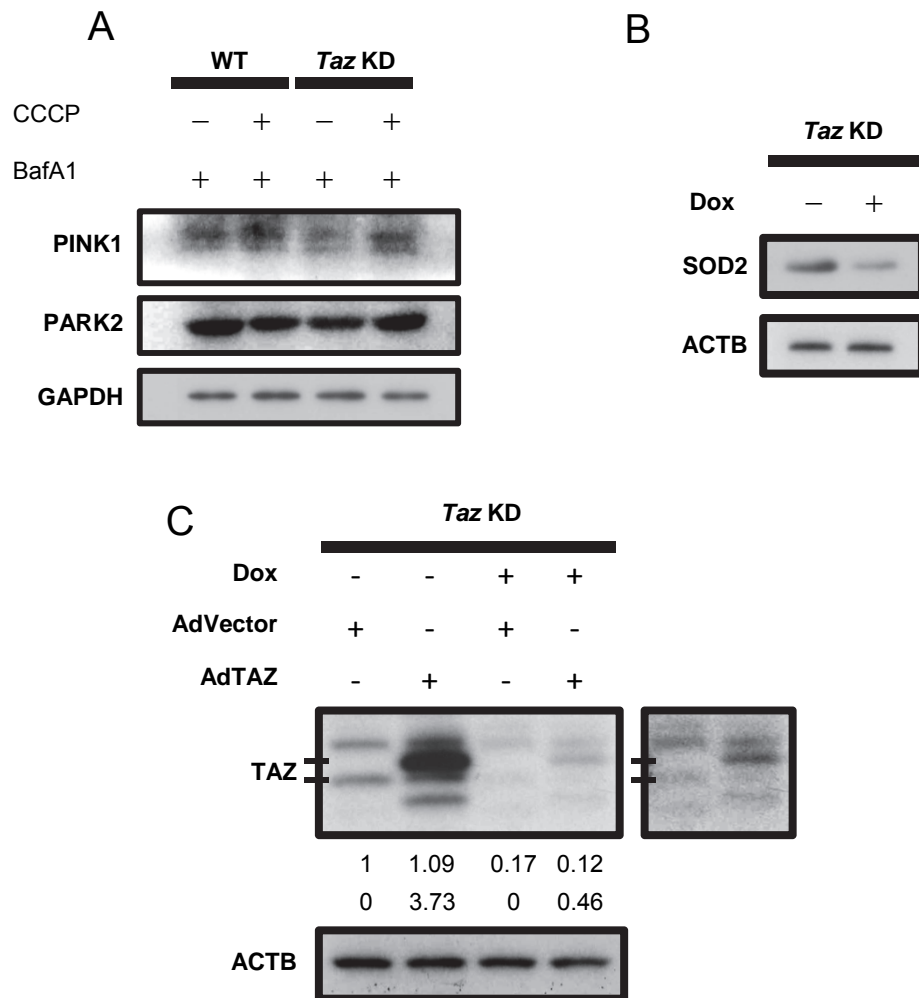 A
WT Taz KD
CCCP − + − +
BafA1 + + + +
PINK1
PARK2
GAPDH
B
Taz KD
Dox − +
SOD2
ACTB
C
Taz KD
Dox - - + +
AdVector + - + -
AdTAZ - + - +
TAZ
1 1.09 0.17 0.12
0 3.73 0 0.46
ACTB